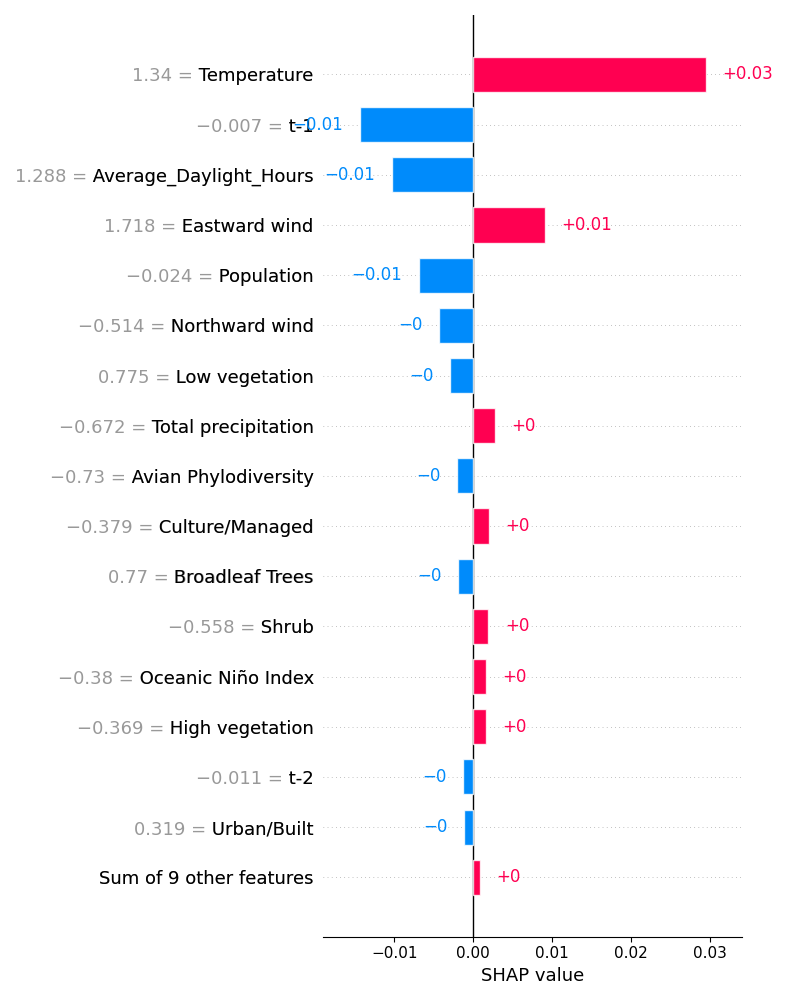 1.34 = Temperature +0.03
−0.007 = t-1 −0.01
1.288 = Average_Daylight_Hours −0.01
1.718 = Eastward wind +0.01
−0.024 = Population −0.01
−0.514 = Northward wind −0
0.775 = Low vegetation −0
−0.672 = Total precipitation +0
−0.73 = Avian Phylodiversity −0
−0.379 = Culture/Managed +0
0.77 = Broadleaf Trees −0
−0.558 = Shrub +0
−0.38 = Oceanic Niño Index +0
−0.369 = High vegetation +0
−0.011 = t-2 −0
0.319 = Urban/Built −0
Sum of 9 other features +0
−0.01 0.00 0.01 0.02 0.03
SHAP value